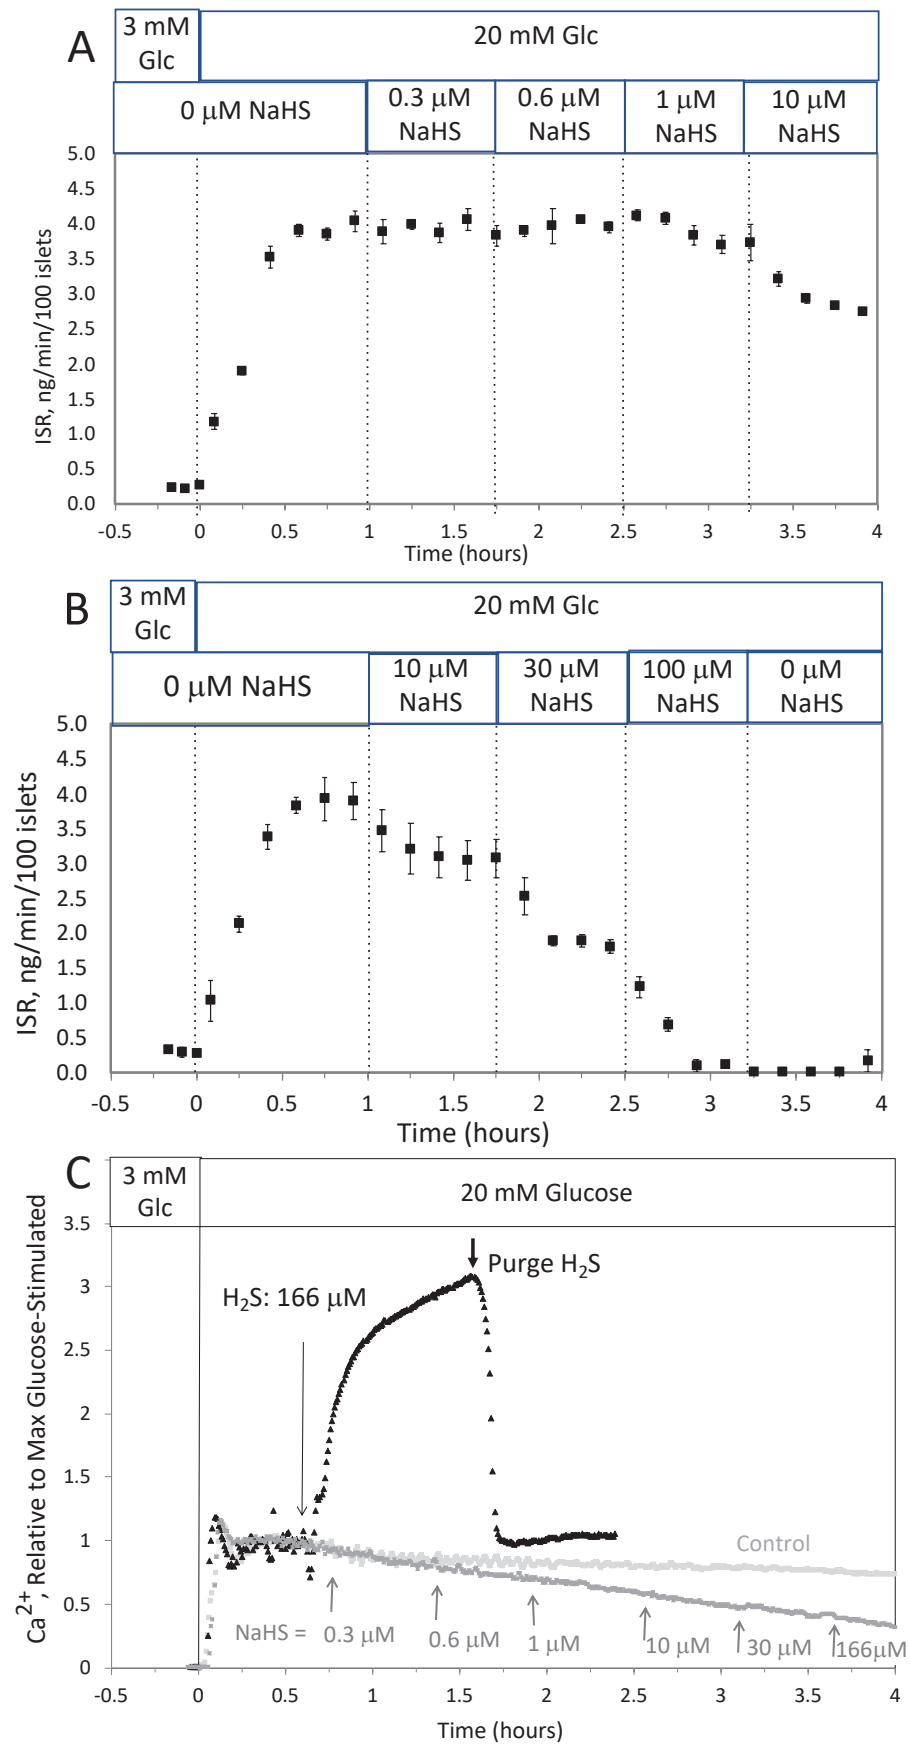 A
3 mM
Glc
20 mM Glc
0 μM NaHS
0.3 μM
NaHS
0.6 μM
NaHS
1 μM
NaHS
10 μM
NaHS
ISR, ng/min/100 islets
5.0
4.5
4.0
3.5
3.0
2.5
2.0
1.5
1.0
0.5
0.0
-0.5 0 0.5 1 1.5 2 2.5 3 3.5 4
Time (hours)
B
3 mM
Glc
20 mM Glc
0 μM NaHS
10 μM
NaHS
30 μM
NaHS
100 μM
NaHS
0 μM
NaHS
ISR, ng/min/100 islets
5.0
4.5
4.0
3.5
3.0
2.5
2.0
1.5
1.0
0.5
0.0
-0.5 0 0.5 1 1.5 2 2.5 3 3.5 4
Time (hours)
C
3 mM
Glc
20 mM Glucose
Ca2+, Relative to Max Glucose-Stimulated
3.5
3
2.5
2
1.5
1
0.5
0
Purge H2S
H2S: 166 μM
Control
NaHS = 0.3 μM 0.6 μM 1 μM 10 μM 30 μM 166μM
-0.5 0 0.5 1 1.5 2 2.5 3 3.5 4
Time (hours)